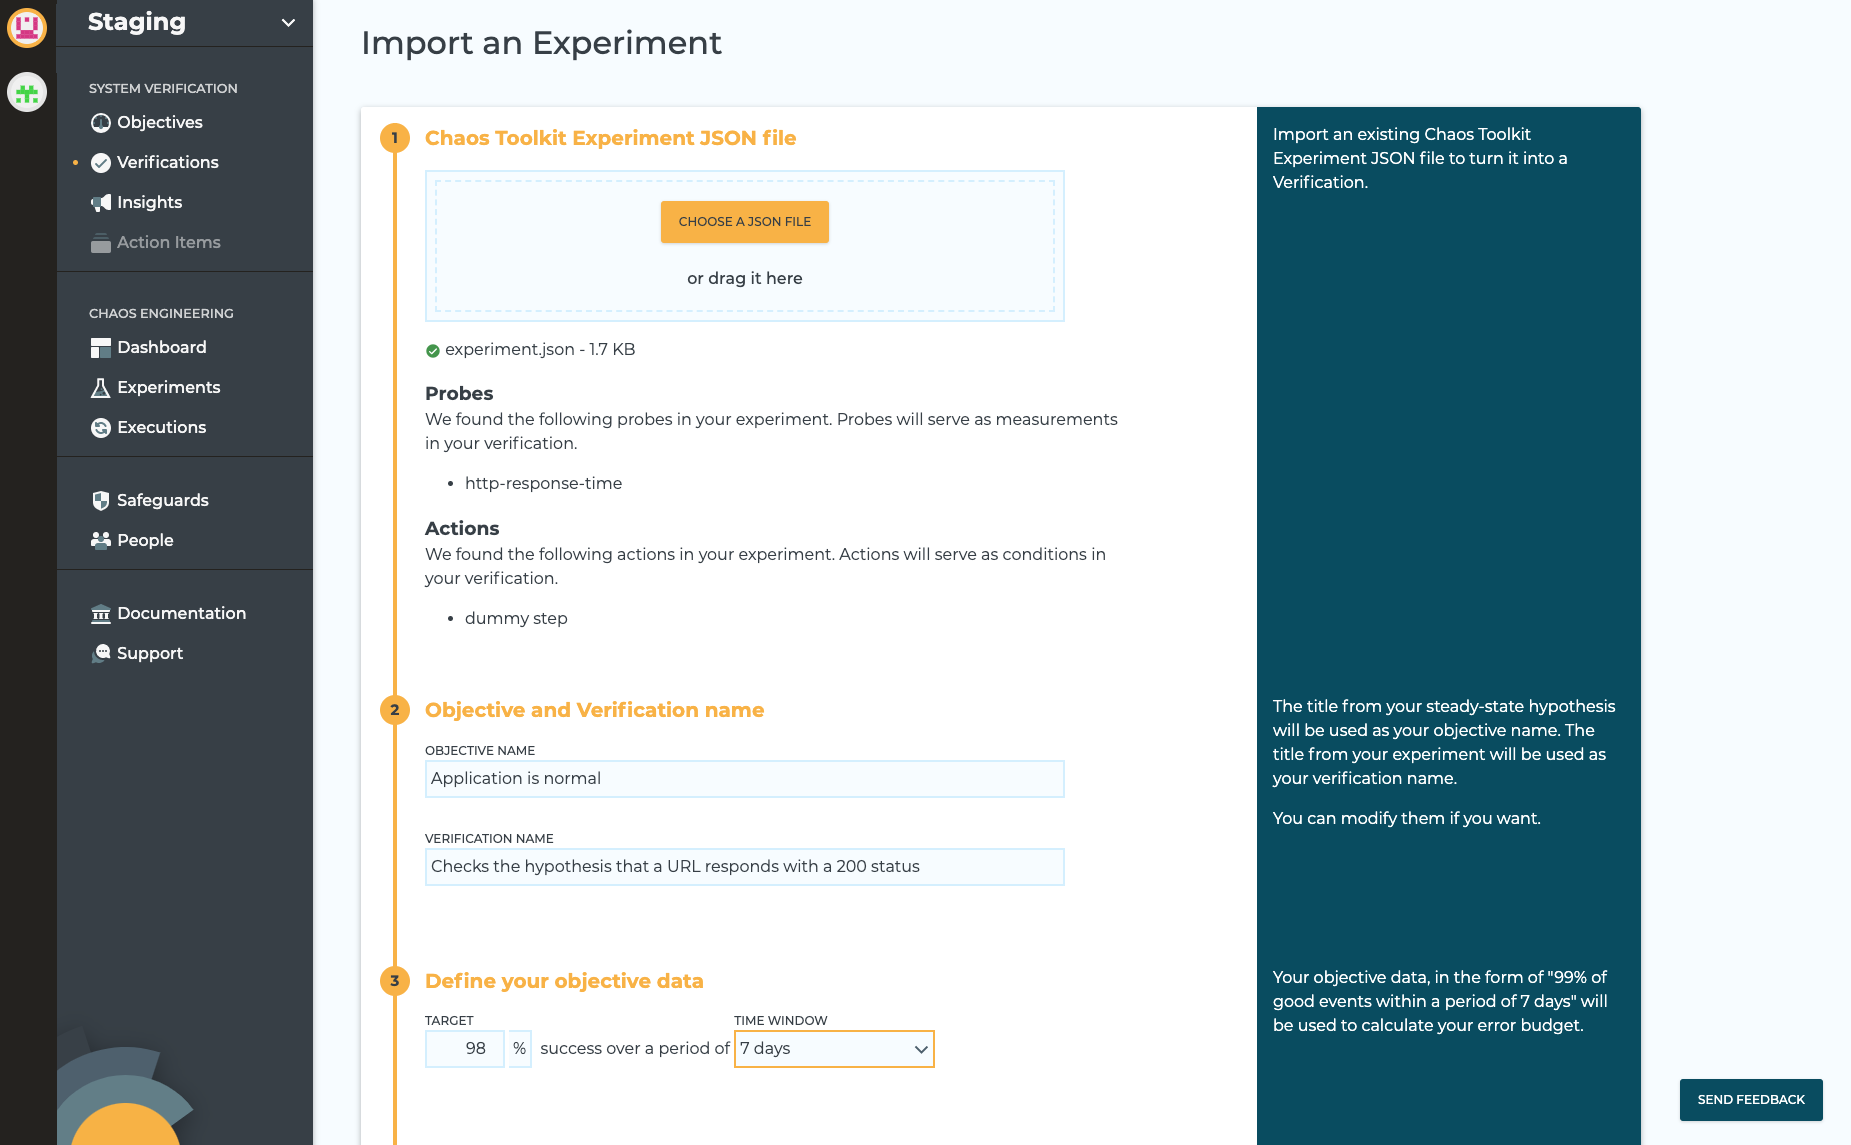 Staging
SYSTEM VERIFICATION
Objectives
Verifications
Insights
Action Items
CHAOS ENGINEERING
Dashboard
Experiments
Executions
Safeguards
People
Documentation
Support
Import an Experiment
1
Chaos Toolkit Experiment JSON file
CHOOSE A JSON FILE
or drag it here
experiment.json - 1.7 KB
Probes
We found the following probes in your experiment. Probes will serve as measurements
in your verification.
• http-response-time
Actions
We found the following actions in your experiment. Actions will serve as conditions in
your verification.
• dummy step
Import an existing Chaos Toolkit
Experiment JSON file to turn it into a
Verification.
2
Objective and Verification name
OBJECTIVE NAME
Application is normal
VERIFICATION NAME
Checks the hypothesis that a URL responds with a 200 status
The title from your steady-state hypothesis
will be used as your objective name. The
title from your experiment will be used as
your verification name.
You can modify them if you want.
3
Define your objective data
TARGET
TIME WINDOW
98 % success over a period of 7 days
Your objective data, in the form of "99% of
good events within a period of 7 days" will
be used to calculate your error budget.
SEND FEEDBACK